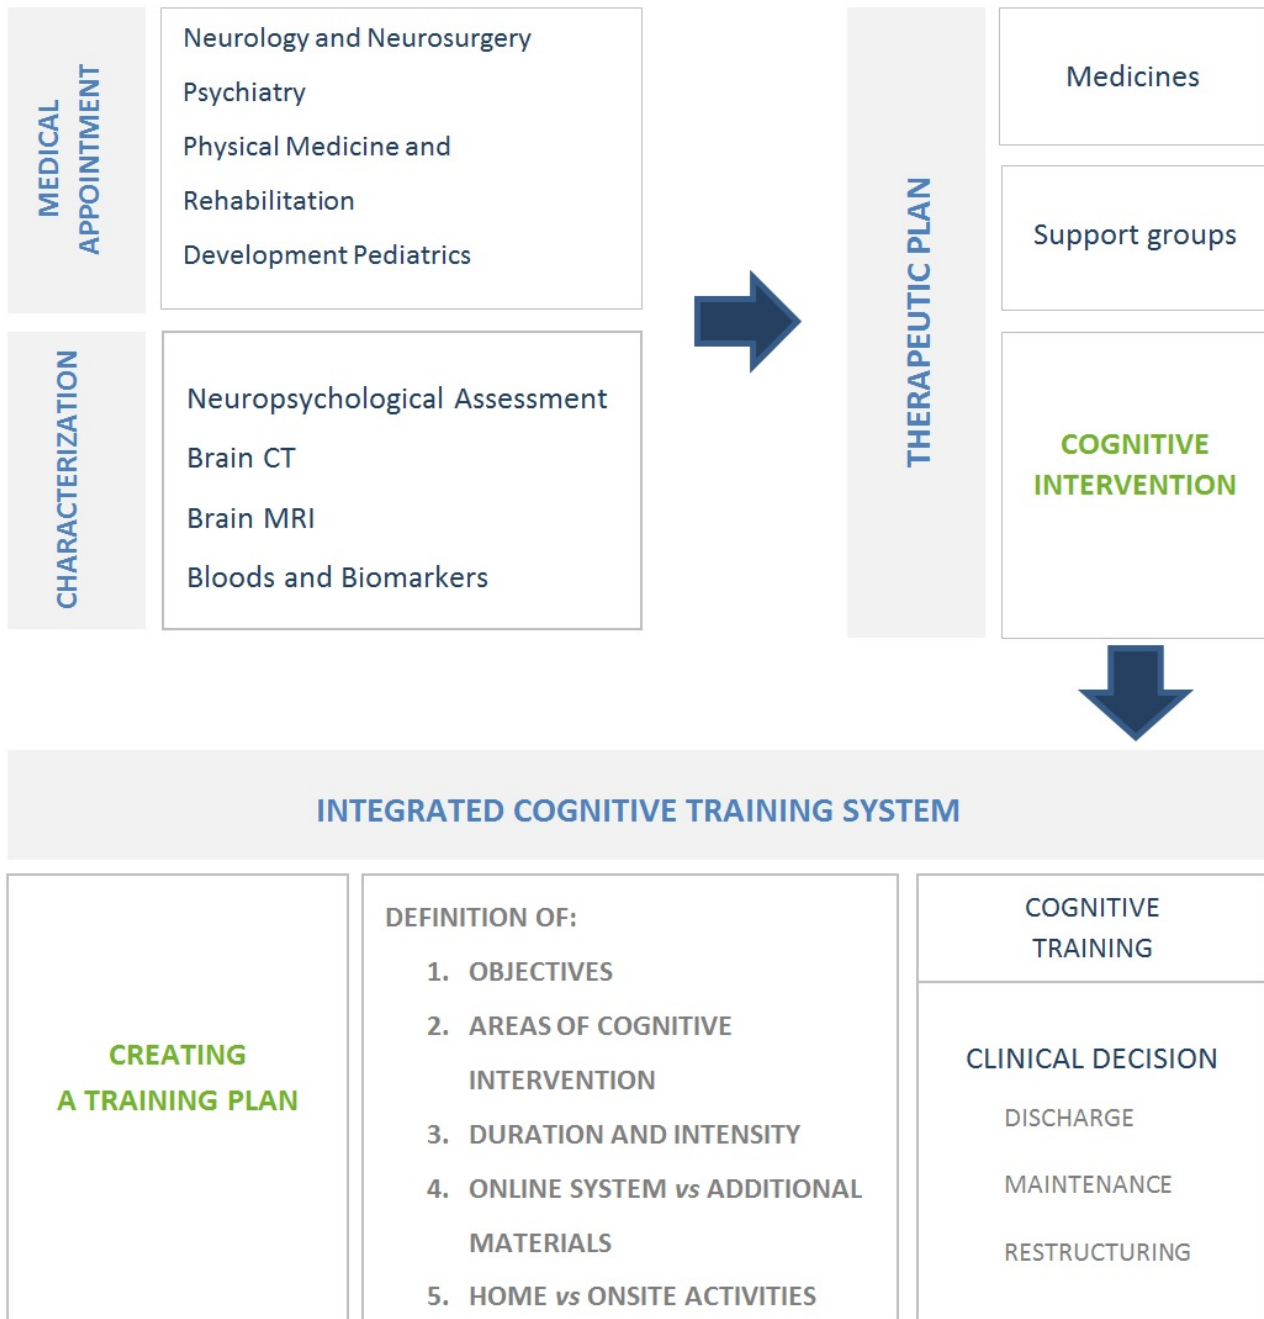 MEDICAL
APPOINTMENT
Neurology and Neurosurgery
Psychiatry
Physical Medicine and
Rehabilitation
Development Pediatrics
CHARACTERIZATION
Neuropsychological Assessment
Brain CT
Brain MRI
Bloods and Biomarkers
THERAPEUTIC PLAN
Medicines
Support groups
COGNITIVE
INTERVENTION
INTEGRATED COGNITIVE TRAINING SYSTEM
CREATING
A TRAINING PLAN
DEFINITION OF:
1. OBJECTIVES
2. AREAS OF COGNITIVE
INTERVENTION
3. DURATION AND INTENSITY
4. ONLINE SYSTEM vs ADDITIONAL
MATERIALS
5. HOME vs ONSITE ACTIVITIES
COGNITIVE
TRAINING
CLINICAL DECISION
DISCHARGE
MAINTENANCE
RESTRUCTURING